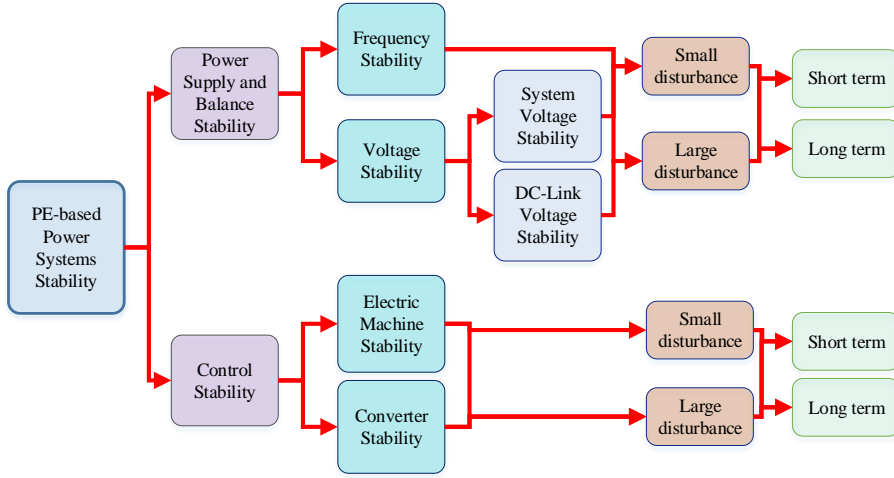 PE-based
Power
Systems
Stability
Power
Supply and
Balance
Stability
Frequency
Stability
Voltage
Stability
System
Voltage
Stability
DC-Link
Voltage
Stability
Small
disturbance
Large
disturbance
Short term
Long term
Control
Stability
Electric
Machine
Stability
Converter
Stability
Small
disturbance
Large
disturbance
Short term
Long term